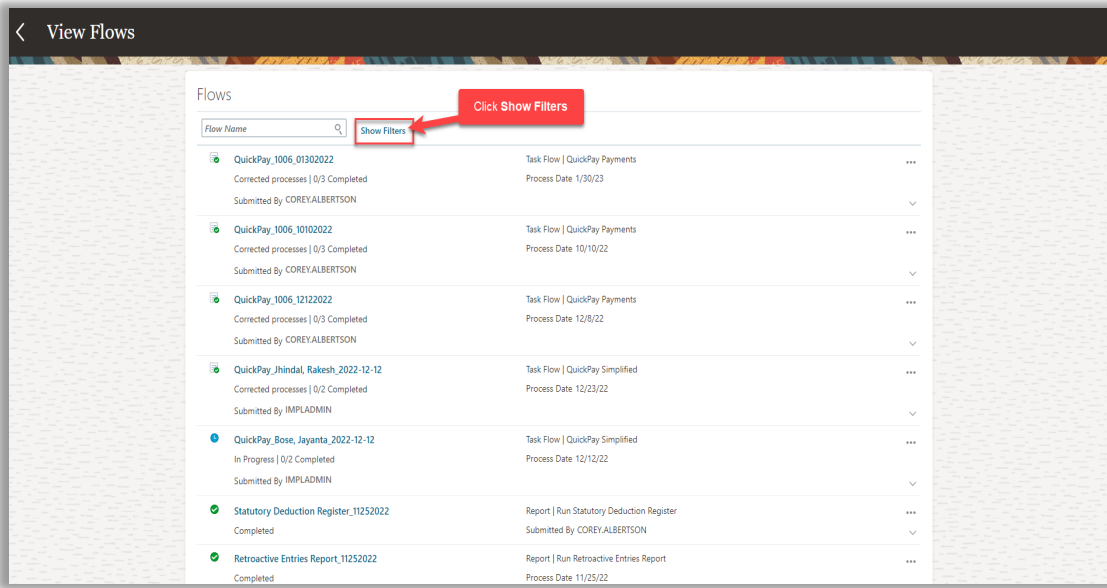 View Flows
Flows
Click Show Filters
Flow Name
Show Filters
QuickPay_1006_01302022
Task Flow | QuickPay Payments
Corrected processes | 0/3 Completed
Process Date 1/30/23
Submitted By COREY.ALBERTSON
QuickPay_1006_10102022
Task Flow | QuickPay Payments
Corrected processes | 0/3 Completed
Process Date 10/10/22
Submitted By COREY.ALBERTSON
QuickPay_1006_12122022
Task Flow | QuickPay Payments
Corrected processes | 0/3 Completed
Process Date 12/8/22
Submitted By COREY.ALBERTSON
QuickPay_Jhindal, Rakesh_2022-12-12
Task Flow | QuickPay Simplified
Corrected processes | 0/2 Completed
Process Date 12/23/22
Submitted By IMPLADMIN
QuickPay_Bose, Jayanta_2022-12-12
Task Flow | QuickPay Simplified
In Progress | 0/2 Completed
Process Date 12/12/22
Submitted By IMPLADMIN
Statutory Deduction Register_11252022
Report | Run Statutory Deduction Register
Completed
Submitted By COREY.ALBERTSON
Retroactive Entries Report_11252022
Report | Run Retroactive Entries Report
Completed
Process Date 11/25/22